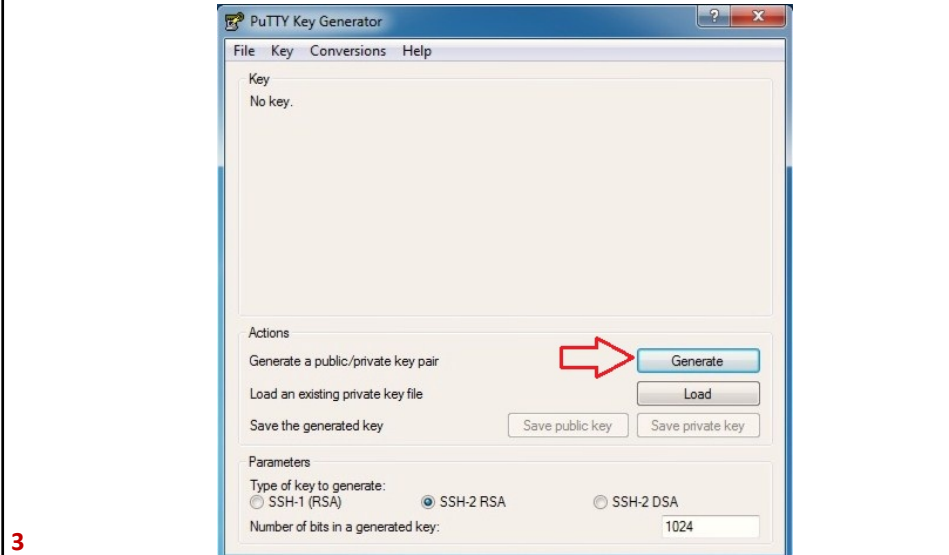 PuTTY Key Generator
File Key Conversions Help
Key
No key.
Actions
Generate a public/private key pair Generate
Load an existing private key file Load
Save the generated key Save public key Save private key
Parameters
Type of key to generate:
SSH-1 (RSA) SSH-2 RSA SSH-2 DSA
Number of bits in a generated key: 1024
3